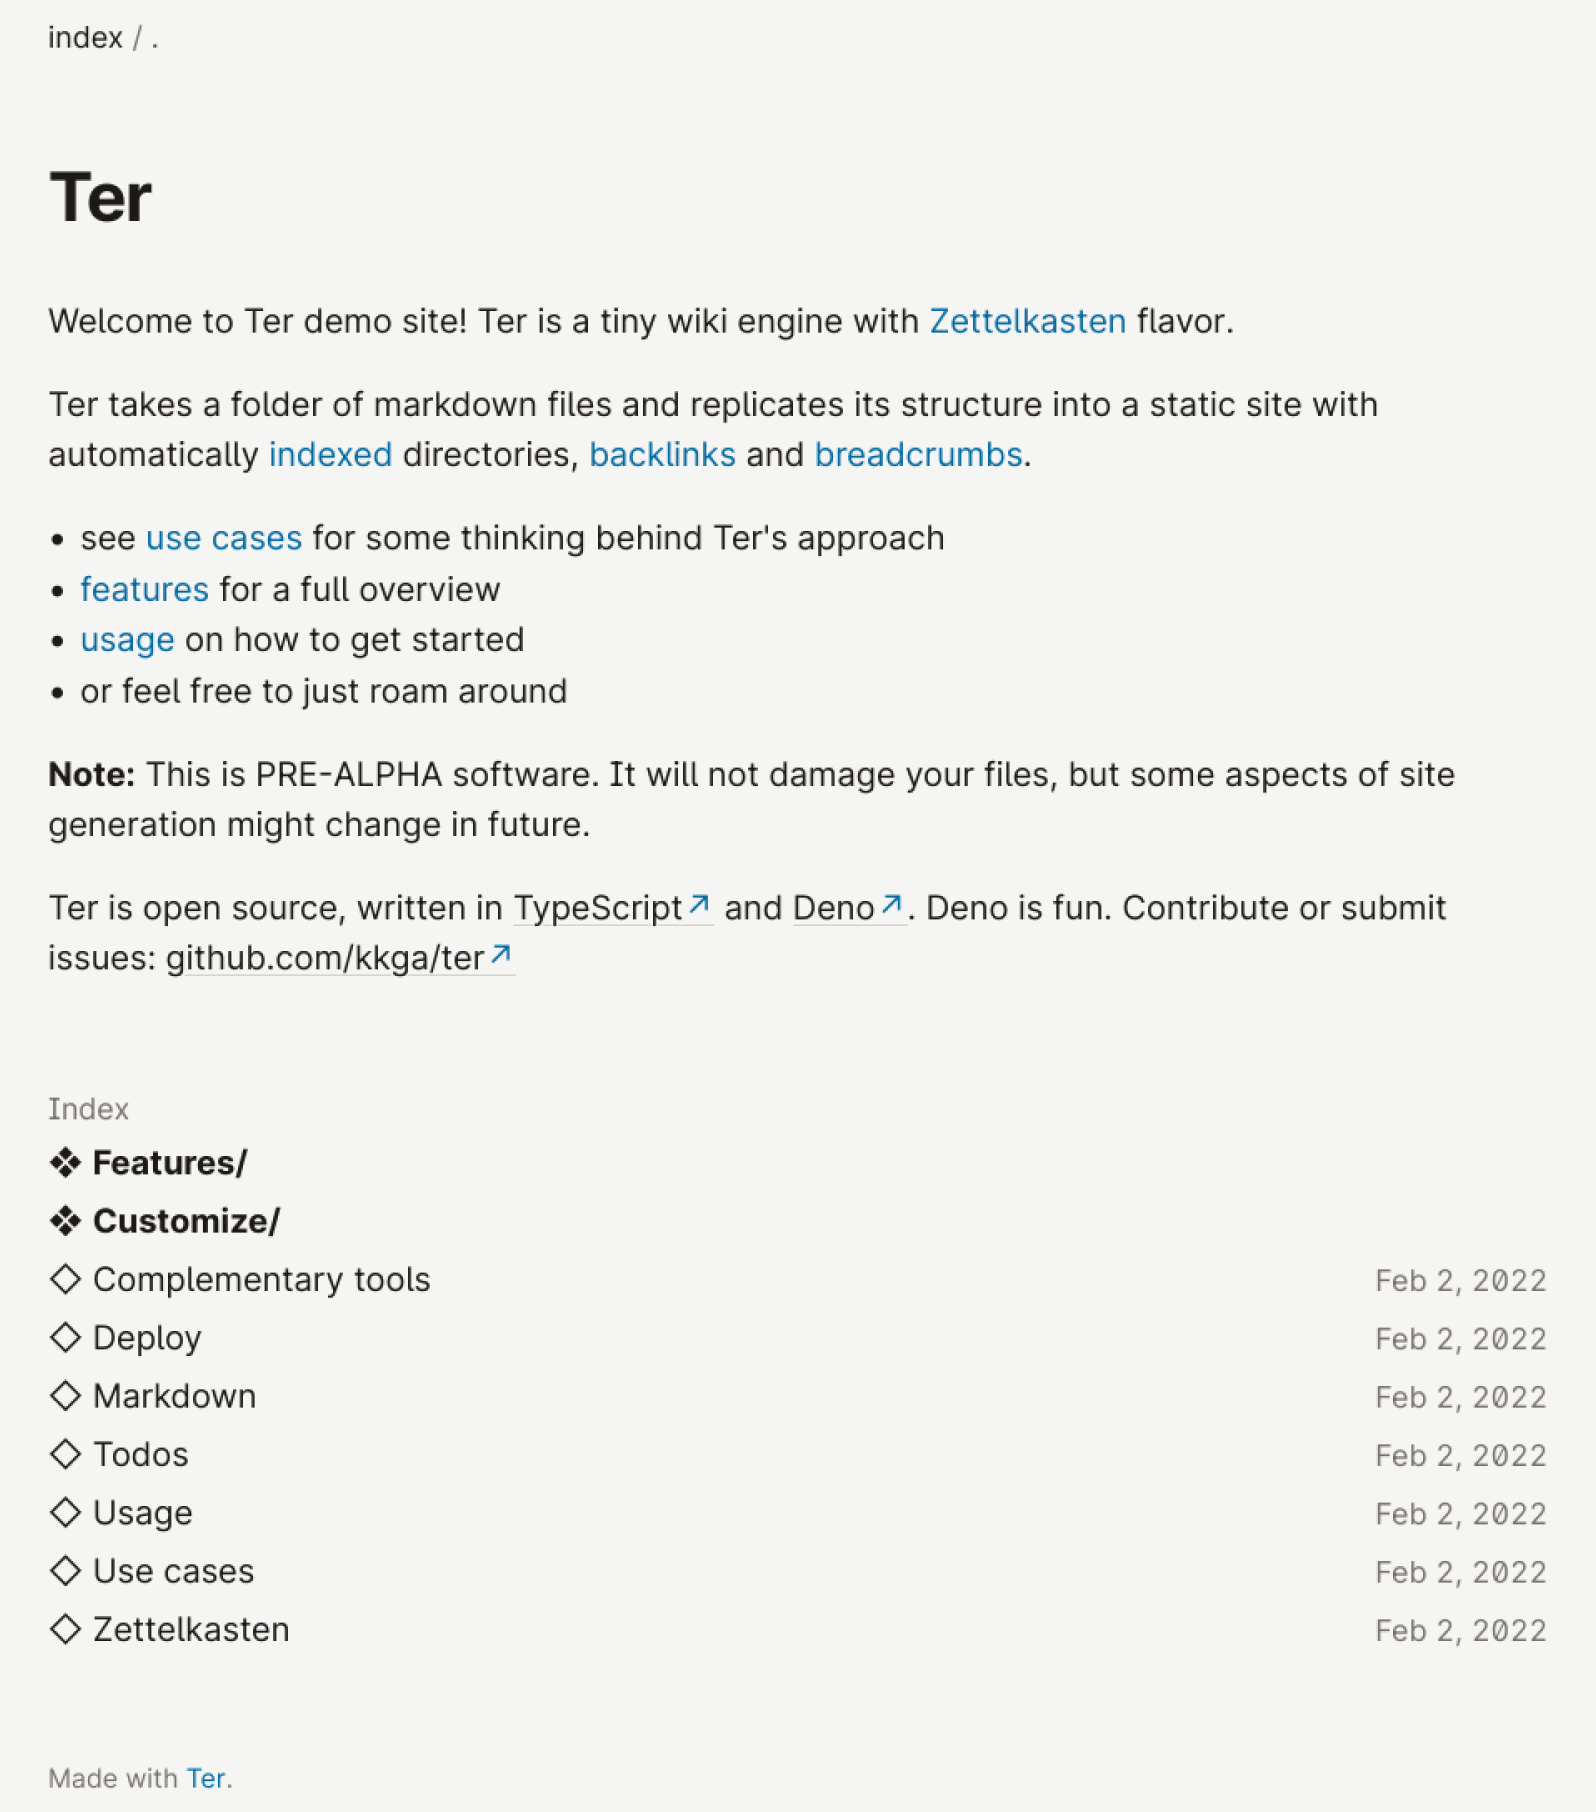 index / .
Ter
Welcome to Ter demo site! Ter is a tiny wiki engine with Zettelkasten flavor.
Ter takes a folder of markdown files and replicates its structure into a static site with
automatically indexed directories, backlinks and breadcrumbs.
• see use cases for some thinking behind Ter's approach
• features for a full overview
• usage on how to get started
• or feel free to just roam around
Note: This is PRE-ALPHA software. It will not damage your files, but some aspects of site
generation might change in future.
Ter is open source, written in TypeScript↗ and Deno↗. Deno is fun. Contribute or submit
issues: github.com/kkga/ter↗
Index
❖ Features/
❖ Customize/
◇ Complementary tools Feb 2, 2022
◇ Deploy Feb 2, 2022
◇ Markdown Feb 2, 2022
◇ Todos Feb 2, 2022
◇ Usage Feb 2, 2022
◇ Use cases Feb 2, 2022
◇ Zettelkasten Feb 2, 2022
Made with Ter.